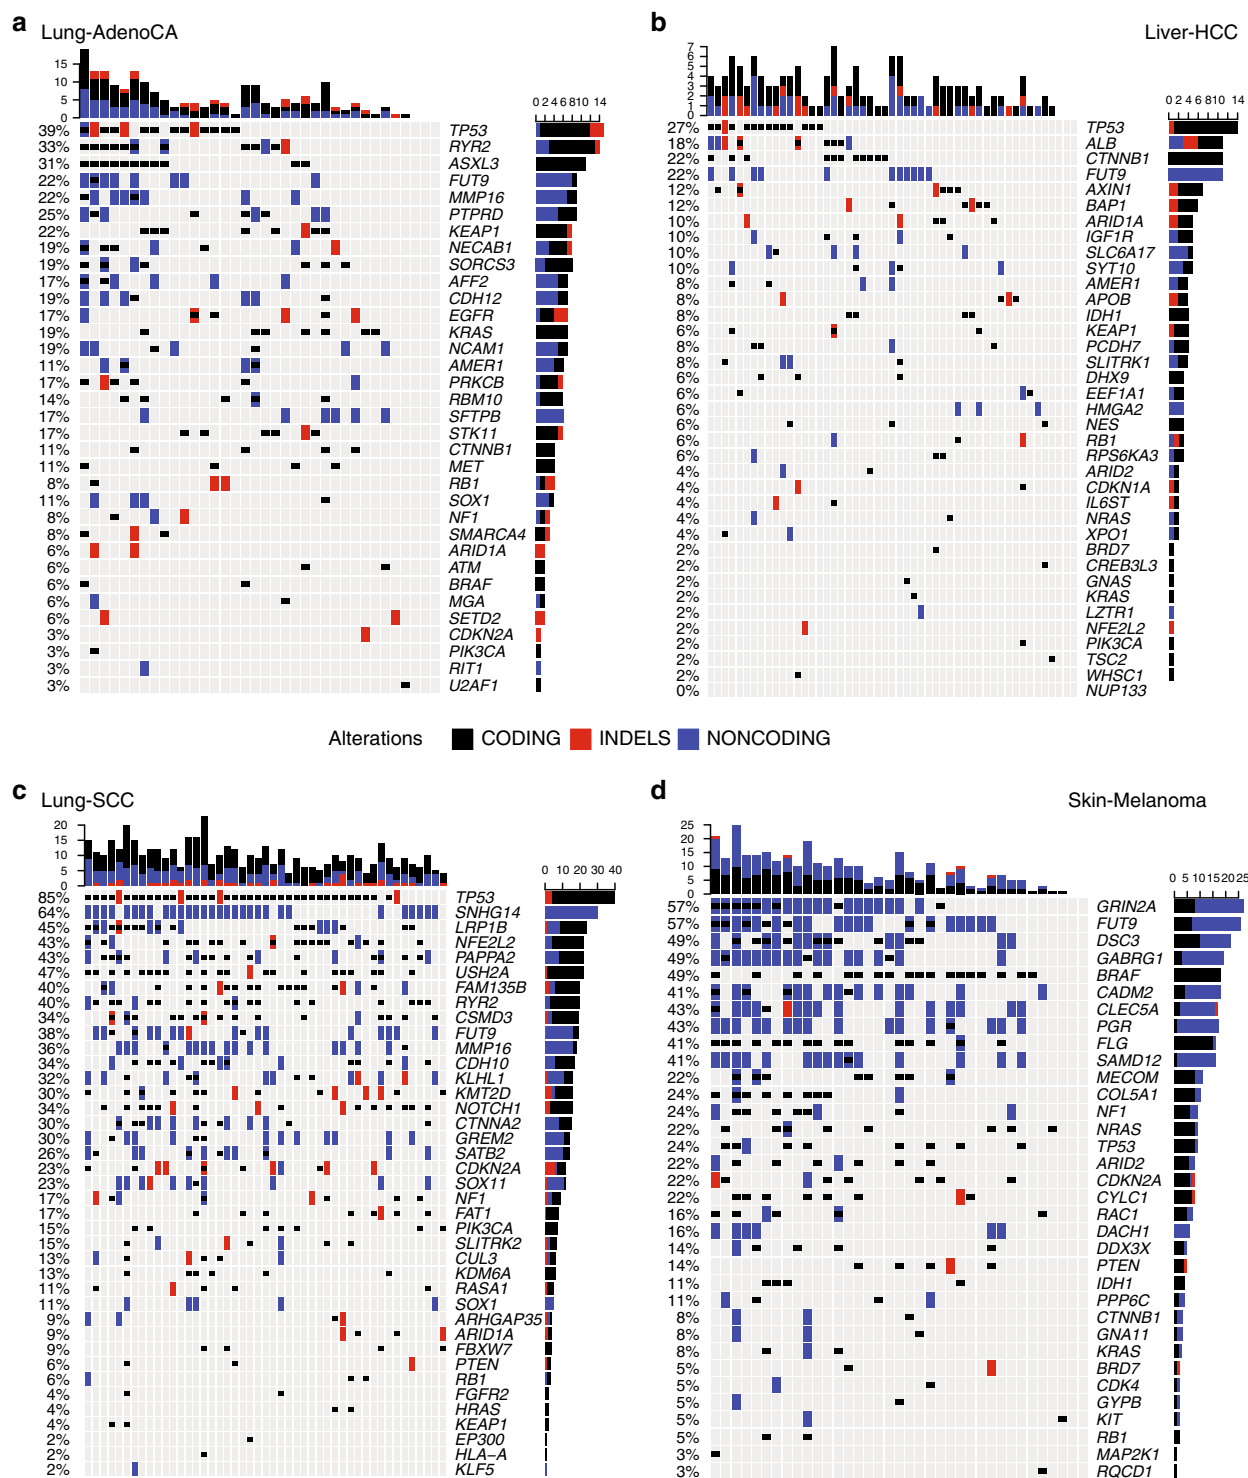 a Lung-AdenoCA
15
10
5
0
0 2 4 6 8 10 14
39% TP53
33% RYR2
31% ASXL3
22% FUT9
22% MMP16
25% PTPRD
22% KEAP1
19% NECAB1
19% SORCS3
17% AFF2
19% CDH12
17% EGFR
19% KRAS
19% NCAM1
11% AMER1
17% PRKCB
14% RBM10
17% SFTPB
17% STK11
11% CTNNB1
11% MET
8% RB1
11% SOX1
8% NF1
8% SMARCA4
6% ARID1A
6% ATM
6% BRAF
6% MGA
6% SETD2
3% CDKN2A
3% PIK3CA
3% RIT1
3% U2AF1
b Liver-HCC
7
6
5
4
3
2
1
0
0 2 4 6 8 10 14
27% TP53
18% ALB
22% CTNNB1
22% FUT9
12% AXIN1
12% BAP1
10% ARID1A
10% IGF1R
10% SLC6A17
10% SYT10
8% AMER1
8% APOB
8% IDH1
6% KEAP1
8% PCDH7
8% SLITRK1
6% DHX9
6% EEF1A1
6% HMGA2
6% NES
6% RB1
6% RPS6KA3
4% ARID2
4% CDKN1A
4% IL6ST
4% NRAS
4% XPO1
2% BRD7
2% CREB3L3
2% GNAS
2% KRAS
2% LZTR1
2% NFE2L2
2% PIK3CA
2% TSC2
2% WHSC1
0% NUP133
Alterations CODING INDELS NONCODING
c Lung-SCC
20
15
10
5
0
0 10 20 30 40
85% TP53
64% SNHG14
45% LRP1B
43% NFE2L2
43% PAPPA2
47% USH2A
40% FAM135B
40% RYR2
34% CSMD3
38% FUT9
36% MMP16
34% CDH10
32% KLHL1
30% KMT2D
34% NOTCH1
30% CTNNA2
30% GREM2
26% SATB2
23% CDKN2A
23% SOX11
17% NF1
17% FAT1
15% PIK3CA
15% SLITRK2
13% CUL3
13% KDM6A
11% RASA1
11% SOX1
9% ARHGAP35
9% ARID1A
9% FBXW7
6% PTEN
6% RB1
4% FGFR2
4% HRAS
4% KEAP1
2% EP300
2% HLA−A
2% KLF5
d Skin-Melanoma
25
20
15
10
5
0
0 5 10 15 20 25
57% GRIN2A
57% FUT9
49% DSC3
49% GABRG1
49% BRAF
41% CADM2
43% CLEC5A
43% PGR
41% FLG
41% SAMD12
22% MECOM
24% COL5A1
24% NF1
22% NRAS
24% TP53
22% ARID2
22% CDKN2A
22% CYLC1
16% RAC1
16% DACH1
14% DDX3X
14% PTEN
11% IDH1
11% PPP6C
8% CTNNB1
8% GNA11
8% KRAS
5% BRD7
5% CDK4
5% GYPB
5% KIT
5% RB1
3% MAP2K1
3% RQCD1